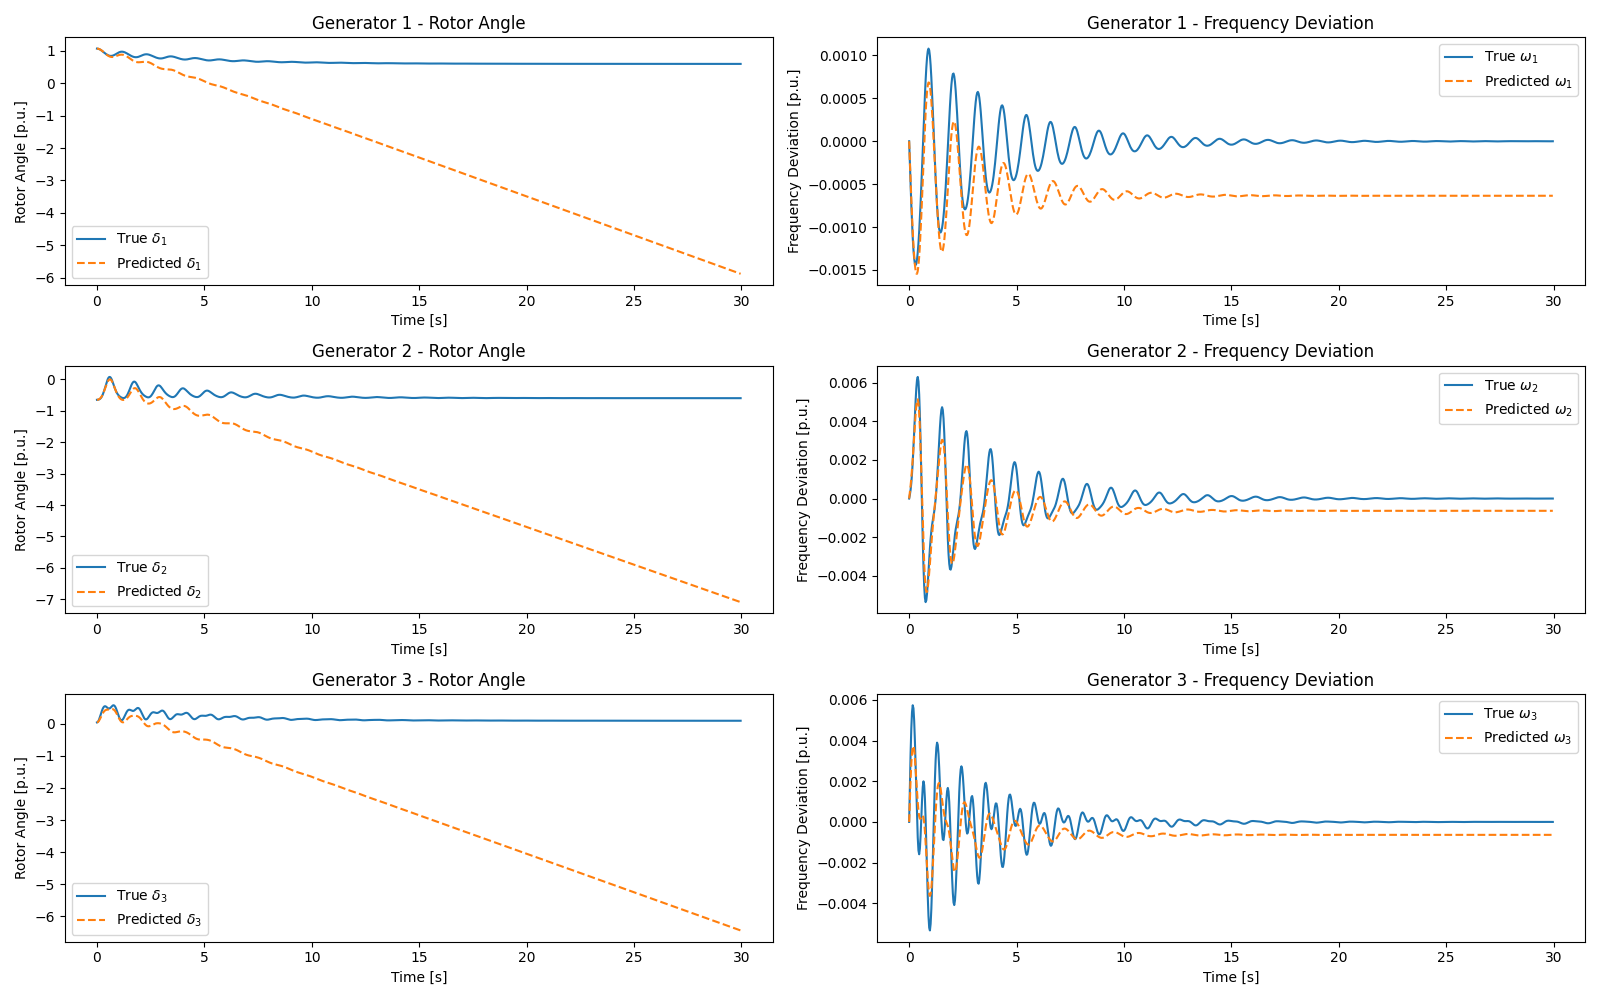 Generator 1 - Rotor Angle
Rotor Angle [p.u.]
1
0
−1
−2
−3
−4
−5
−6
True δ1
Predicted δ1
0 5 10 15 20 25 30
Time [s]
Generator 1 - Frequency Deviation
Frequency Deviation [p.u.]
0.0010
0.0005
0.0000
−0.0005
−0.0010
−0.0015
True ω1
Predicted ω1
0 5 10 15 20 25 30
Time [s]
Generator 2 - Rotor Angle
Rotor Angle [p.u.]
0
−1
−2
−3
−4
−5
−6
−7
True δ2
Predicted δ2
0 5 10 15 20 25 30
Time [s]
Generator 2 - Frequency Deviation
Frequency Deviation [p.u.]
0.006
0.004
0.002
0.000
−0.002
−0.004
True ω2
Predicted ω2
0 5 10 15 20 25 30
Time [s]
Generator 3 - Rotor Angle
Rotor Angle [p.u.]
0
−1
−2
−3
−4
−5
−6
True δ3
Predicted δ3
0 5 10 15 20 25 30
Time [s]
Generator 3 - Frequency Deviation
Frequency Deviation [p.u.]
0.006
0.004
0.002
0.000
−0.002
−0.004
True ω3
Predicted ω3
0 5 10 15 20 25 30
Time [s]